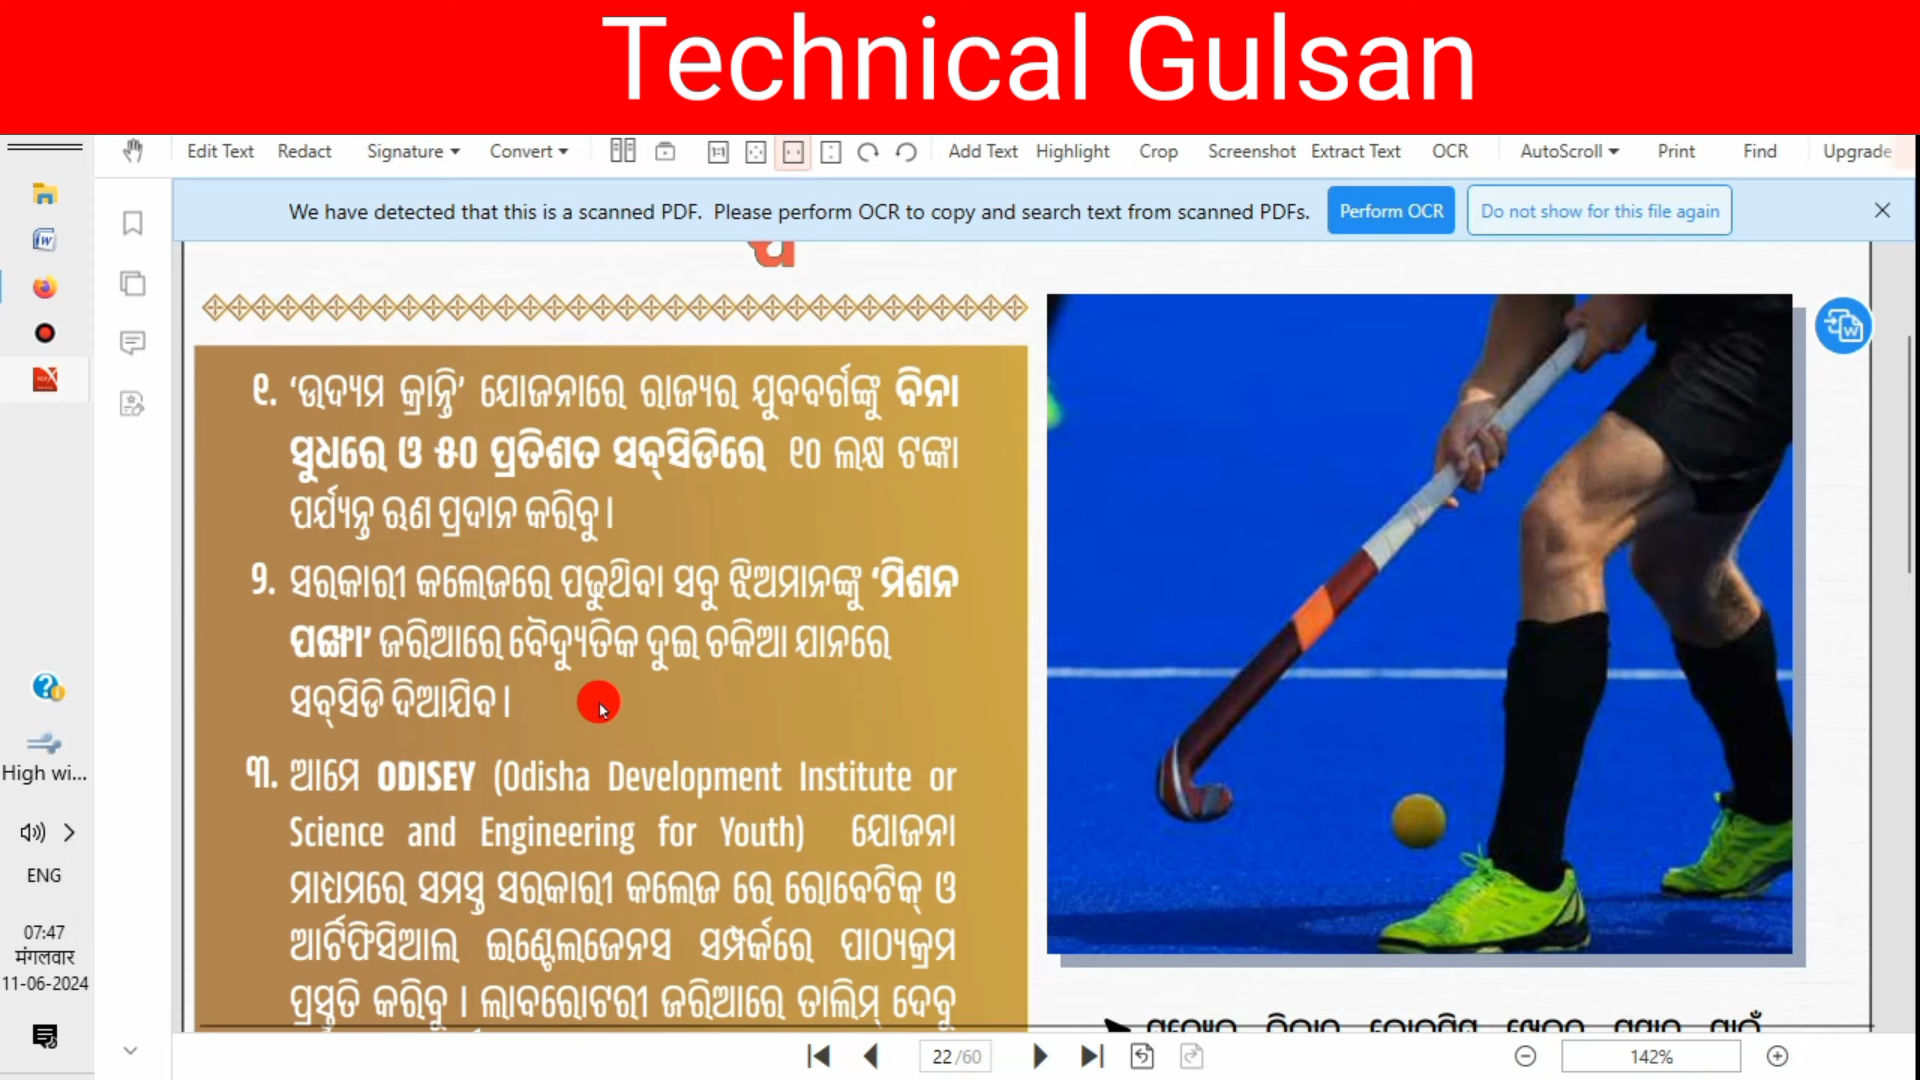 Technical Gulsan
Edit Text Redact Signature Convert Add Text Highlight Crop Screenshot Extract Text OCR AutoScroll Print Find Upgrade
We have detected that this is a scanned PDF. Please perform OCR to copy and search text from scanned PDFs. Perform OCR Do not show for this file again
୧. ‘ଉଦ୍ୟମ କ୍ରାନ୍ତି’ ଯୋଜନାରେ ରାଜ୍ୟର ଯୁବବର୍ଗଙ୍କୁ ବିନା
ସୁଧରେ ଓ ୫୦ ପ୍ରତିଶତ ସବ୍‌ସିଡିରେ ୧୦ ଲକ୍ଷ ଟଙ୍କା
ପର୍ଯ୍ୟନ୍ତ ଋଣ ପ୍ରଦାନ କରିବୁ।
୨. ସରକାରୀ କଲେଜରେ ପଢୁଥିବା ସବୁ ଝିଅମାନଙ୍କୁ ‘ମିଶନ
ପଙ୍ଖା’ ଜରିଆରେ ବୈଦ୍ୟୁତିକ ଦୁଇ ଚକିଆ ଯାନରେ
ସବ୍‌ସିଡି ଦିଆଯିବ।
୩. ଆମେ ODISEY (Odisha Development Institute or
Science and Engineering for Youth) ଯୋଜନା
ମାଧ୍ୟମରେ ସମସ୍ତ ସରକାରୀ କଲେଜ ରେ ରୋବେଟିକ୍ ଓ
ଆର୍ଟିଫିସିଆଲ ଇଣ୍ଟେଲଜେନସ ସମ୍ପର୍କରେ ପାଠ୍ୟକ୍ରମ
ପ୍ରସ୍ତୁତି କରିବୁ । ଲାବରୋଟରୀ ଜରିଆରେ ତାଲିମ୍ ଦେବୁ
High wi...
ENG
07:47
मंगलवार
11-06-2024
22 /60
142%